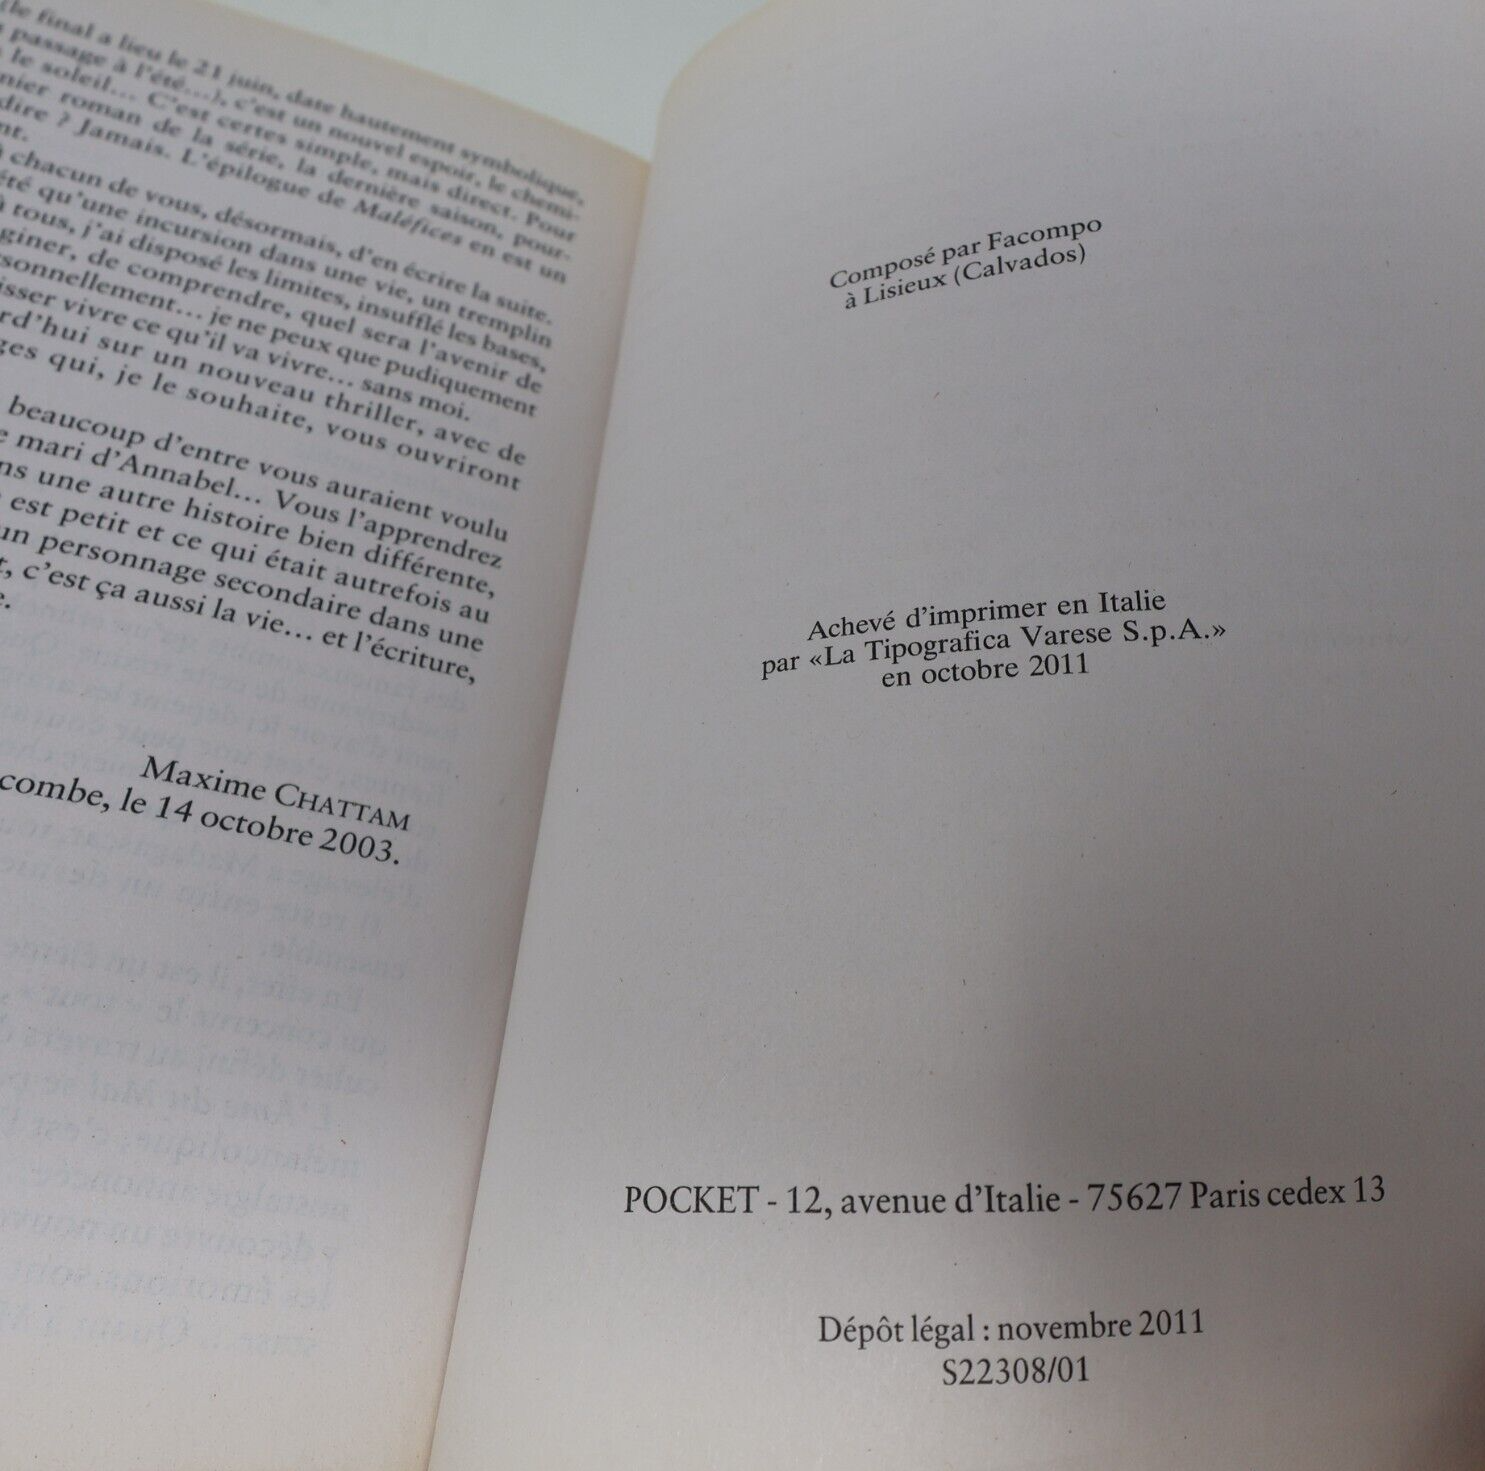 le final a lieu le 21 juin, date hautement symbolique,
passage à l'été...), c'est un nouvel espoir, le chemi-
le soleil... C'est certes simple, mais direct. Pour
nier roman de la série, la dernière saison, pour-
dire ? Jamais. L'épilogue de Maléfices en est un
nt.
à chacun de vous, désormais, d'en écrire la suite.
été qu'une incursion dans une vie, un tremplin
à tous, j'ai disposé les limites, insufflé les bases,
giner, de comprendre, quel sera l'avenir de
rsonnellement... je ne peux que pudiquement
isser vivre ce qu'il va vivre... sans moi.
rd'hui sur un nouveau thriller, avec de
ges qui, je le souhaite, vous ouvriront
beaucoup d'entre vous auraient voulu
e mari d'Annabel... Vous l'apprendrez
ns une autre histoire bien différente,
est petit et ce qui était autrefois au
un personnage secondaire dans une
t, c'est ça aussi la vie... et l'écriture,
e.
Maxime CHATTAM
combe, le 14 octobre 2003.
Composé par Facompo
à Lisieux (Calvados)
Achevé d'imprimer en Italie
par «La Tipografica Varese S.p.A.»
en octobre 2011
POCKET - 12, avenue d'Italie - 75627 Paris cedex 13
Dépôt légal : novembre 2011
S22308/01